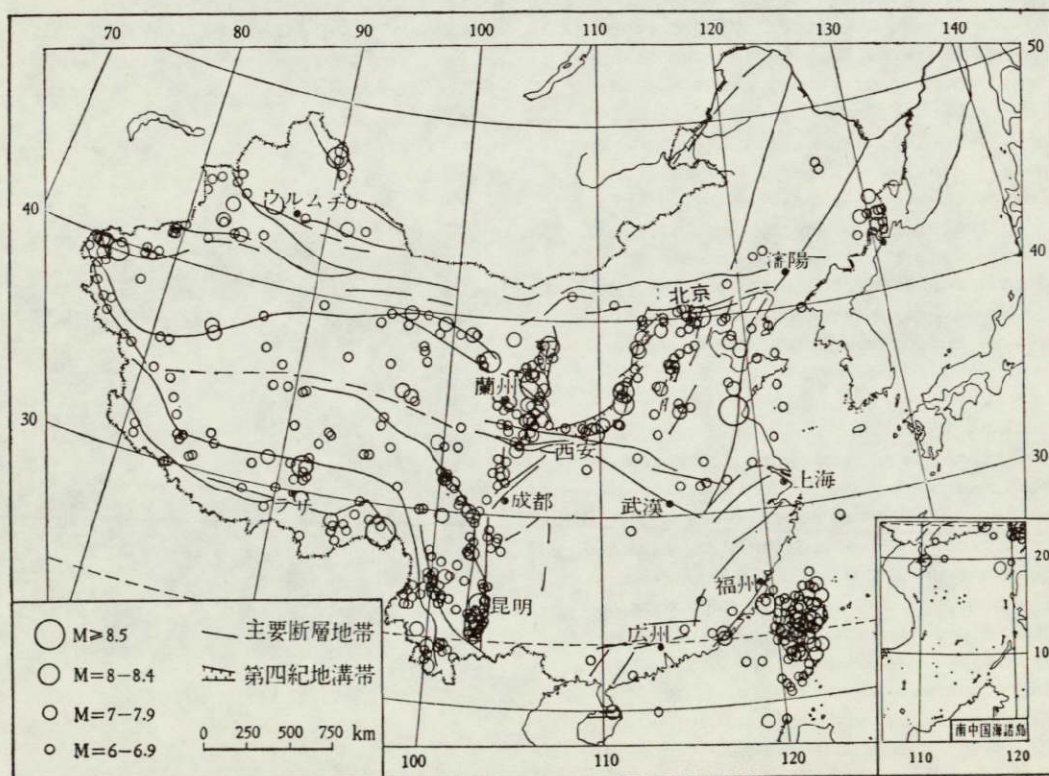 70 80 90 100 110 120 130 140 50
40
30
40
30
ウルムチ
瀋陽
北京
蘭州
西安
成都
ラサ
武漢
上海
昆明
福州
広州
M≥8.5
M=8-8.4
M=7-7.9
M=6-6.9
主要断層地帯
第四紀地溝帯
0 250 500 750 km
20
10
南中国海諸島
110 120
100 110 120